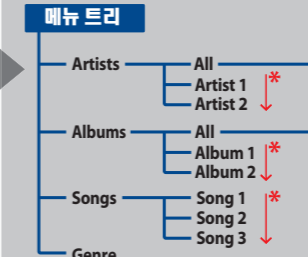 메뉴 트리
Artists All
Artist 1 *
Artist 2
Albums All
Album 1 *
Album 2
Songs Song 1 *
Song 2
Song 3
Genre